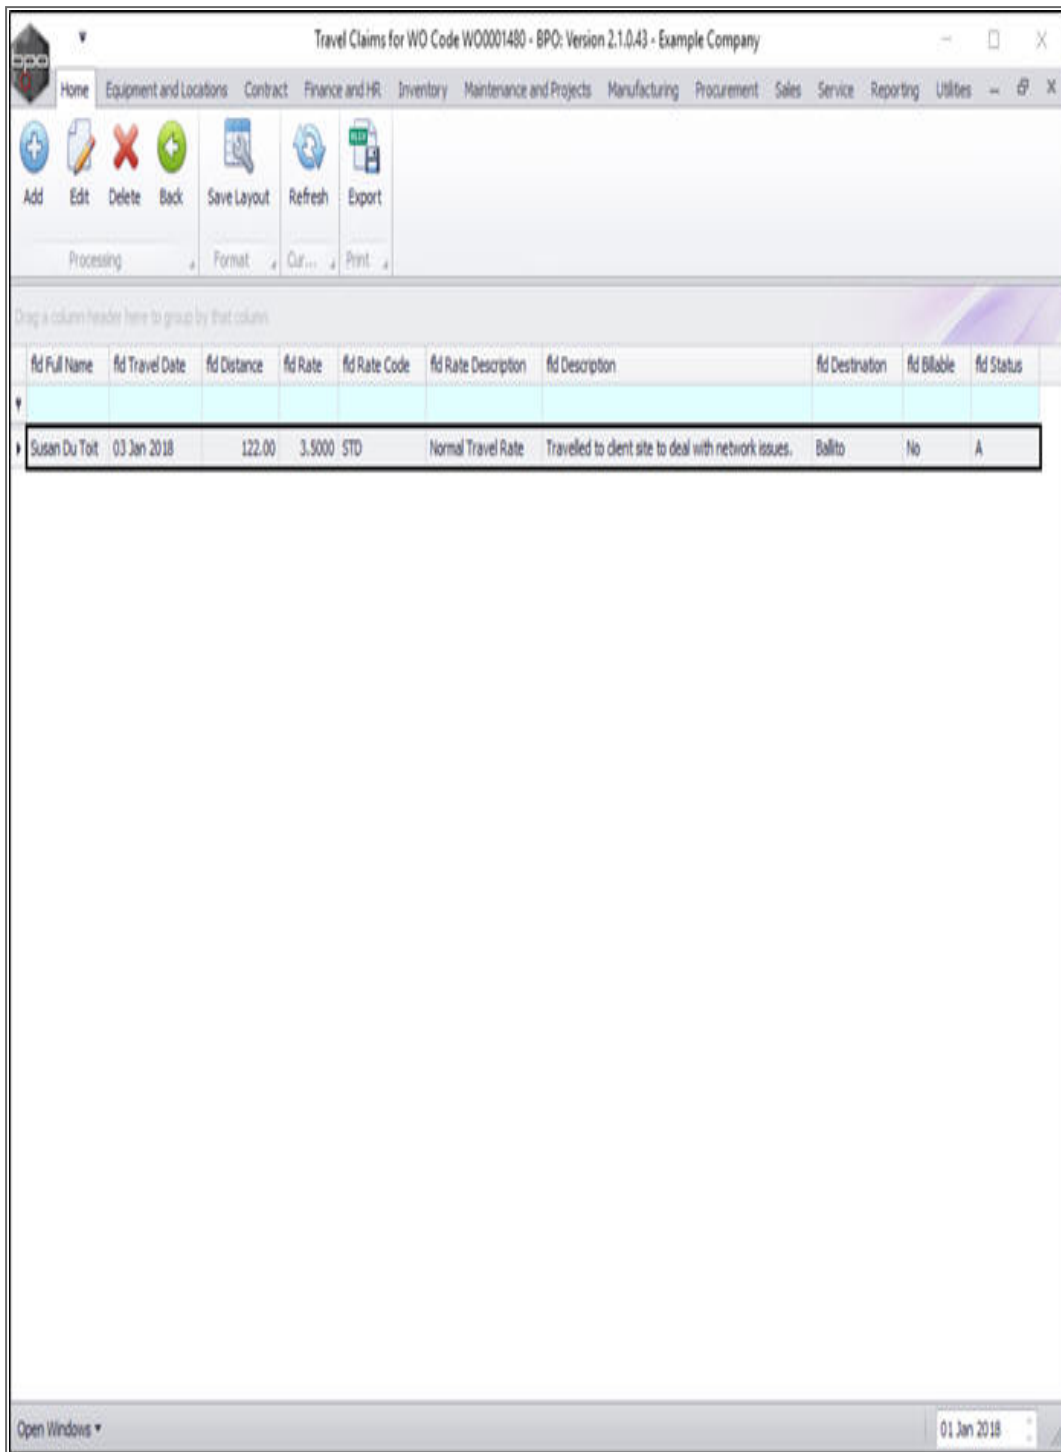 Travel Claims for WO Code WO0001480 - BPO: Version 2.1.0.43 - Example Company
bpo
Home Equipment and Locations Contract Finance and HR Inventory Maintenance and Projects Manufacturing Procurement Sales Service Reporting Utilities
Add Edit Delete Back Save Layout Refresh Export
Processing Format Cur... Print
Drag a column header here to group by that column
fld Full Name fld Travel Date fld Distance fld Rate fld Rate Code fld Rate Description fld Description fld Destination fld Billable fld Status
Susan Du Toit 03 Jan 2018 122.00 3.5000 STD Normal Travel Rate Travelled to client site to deal with network issues. Ballito No A
Open Windows 01 Jan 2018